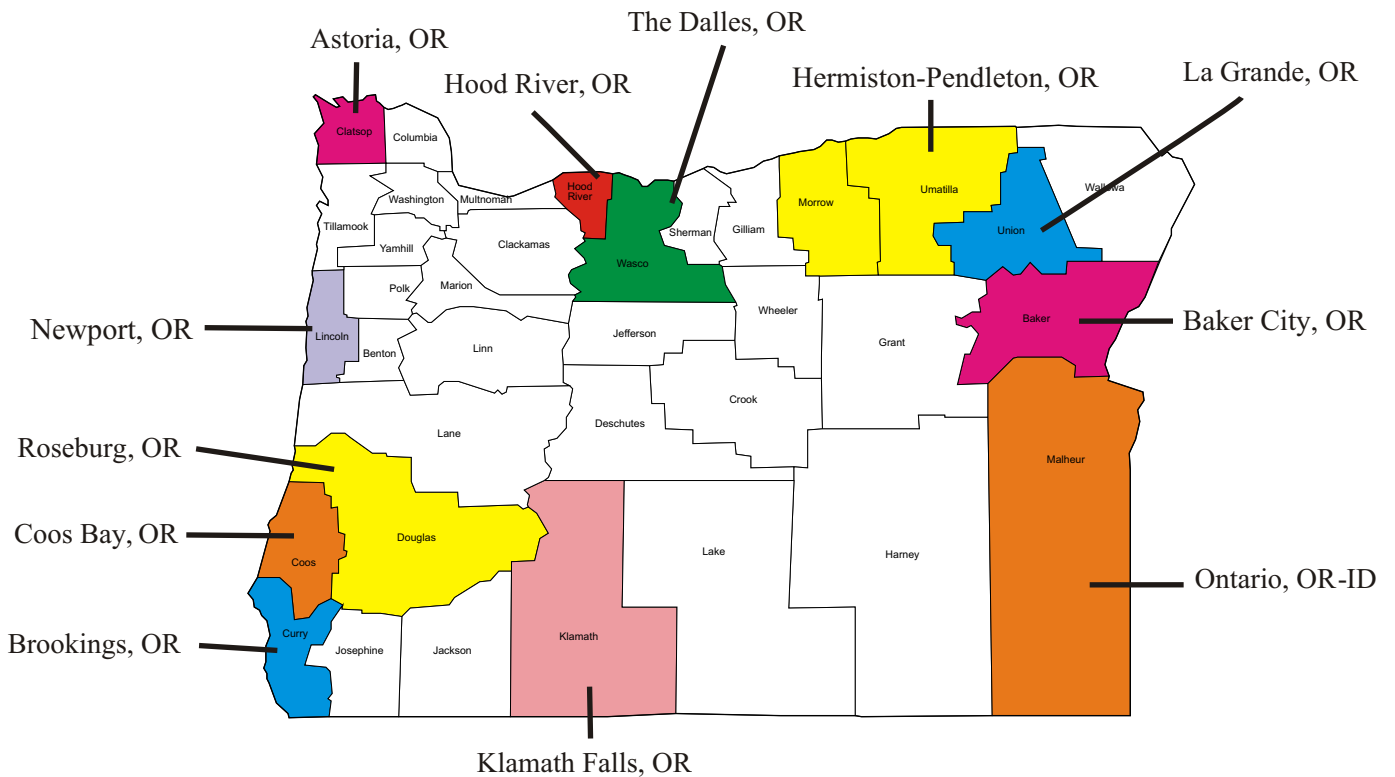 The Dalles, OR
Astoria, OR
Hood River, OR
Hermiston-Pendleton, OR
La Grande, OR
Clatsop
Columbia
Hood
River
Umatilla
Wallowa
Washington
Multnoman
Morrow
Tillamook
Sherman
Gilliam
Union
Yamhill
Clackamas
Wasco
Polk
Marion
Wheeler
Newport, OR
Lincoln
Jefferson
Baker
Baker City, OR
Benton
Linn
Grant
Crook
Deschutes
Lane
Roseburg, OR
Malheur
Coos Bay, OR
Douglas
Coos
Lake
Harney
Ontario, OR-ID
Brookings, OR
Curry
Josephine
Jackson
Klamath
Klamath Falls, OR